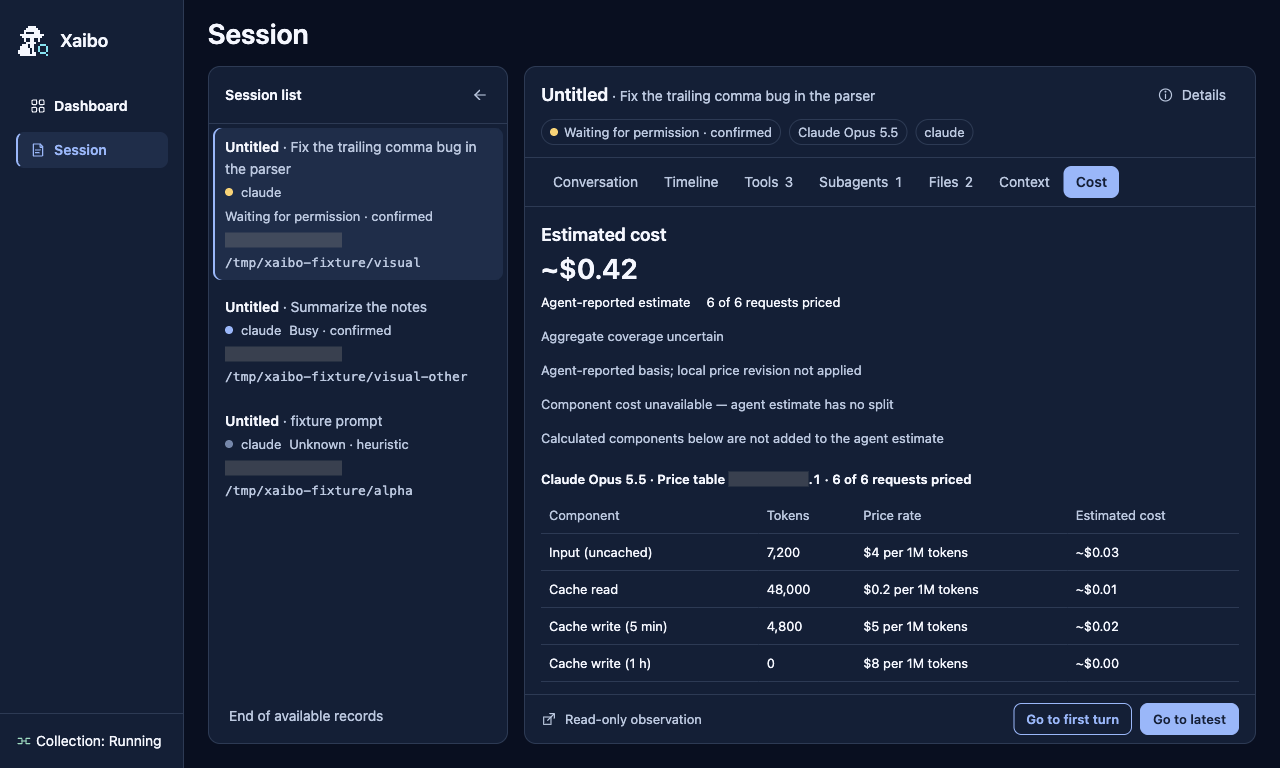 Xaibo
Dashboard
Session
Collection: Running
Session
Session list
Untitled · Fix the trailing comma bug in
the parser
claude
Waiting for permission · confirmed
/tmp/xaibo-fixture/visual
Untitled · Summarize the notes
claude Busy · confirmed
/tmp/xaibo-fixture/visual-other
Untitled · fixture prompt
claude Unknown · heuristic
/tmp/xaibo-fixture/alpha
End of available records
Untitled · Fix the trailing comma bug in the parser
Details
Waiting for permission · confirmed
Claude Opus 5.5
claude
Conversation Timeline Tools 3 Subagents 1 Files 2 Context Cost
Estimated cost
~$0.42
Agent-reported estimate 6 of 6 requests priced
Aggregate coverage uncertain
Agent-reported basis; local price revision not applied
Component cost unavailable — agent estimate has no split
Calculated components below are not added to the agent estimate
Claude Opus 5.5 · Price table .1 · 6 of 6 requests priced
Component Tokens Price rate Estimated cost
Input (uncached) 7,200 $4 per 1M tokens ~$0.03
Cache read 48,000 $0.2 per 1M tokens ~$0.01
Cache write (5 min) 4,800 $5 per 1M tokens ~$0.02
Cache write (1 h) 0 $8 per 1M tokens ~$0.00
Read-only observation
Go to first turn
Go to latest